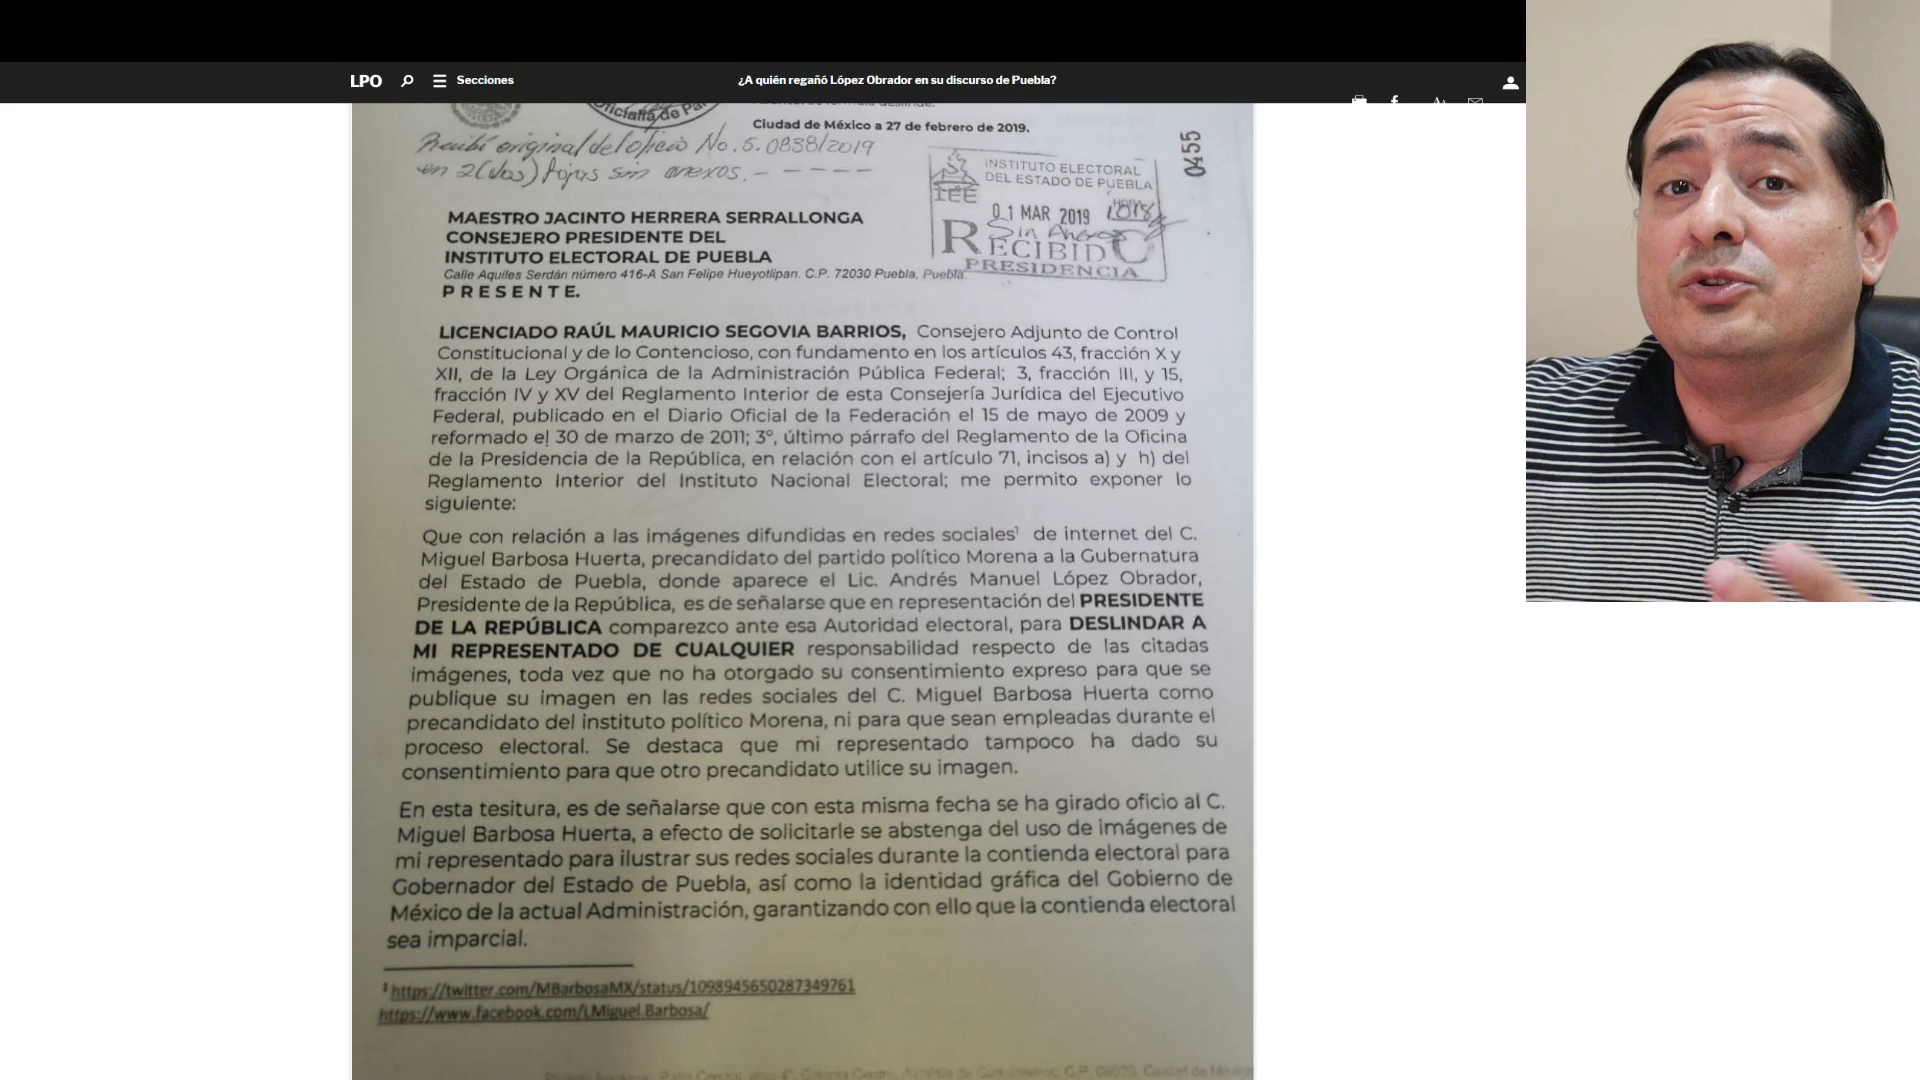 LPO
Secciones
¿A quién regañó López Obrador en su discurso de Puebla?
Oficialía de Par
Ciudad de México a 27 de febrero de 2019.
Recibí original del oficio No. 5.0838/2019
en 2(dos) fojas sin anexos. - - - - -
0455
INSTITUTO ELECTORAL
DEL ESTADO DE PUEBLA
IEE
01 MAR 2019
Sin Anexos
RECIBIDO
PRESIDENCIA
MAESTRO JACINTO HERRERA SERRALLONGA
CONSEJERO PRESIDENTE DEL
INSTITUTO ELECTORAL DE PUEBLA
Calle Aquiles Serdán número 416-A San Felipe Hueyotlipan. C.P. 72030 Puebla, Puebla.
P R E S E N T E.
LICENCIADO RAÚL MAURICIO SEGOVIA BARRIOS, Consejero Adjunto de Control
Constitucional y de lo Contencioso, con fundamento en los artículos 43, fracción X y
XII, de la Ley Orgánica de la Administración Pública Federal; 3, fracción III, y 15,
fracción IV y XV del Reglamento Interior de esta Consejería Jurídica del Ejecutivo
Federal, publicado en el Diario Oficial de la Federación el 15 de mayo de 2009 y
reformado el 30 de marzo de 2011; 3º, último párrafo del Reglamento de la Oficina
de la Presidencia de la República, en relación con el artículo 71, incisos a) y h) del
Reglamento Interior del Instituto Nacional Electoral; me permito exponer lo
siguiente:
Que con relación a las imágenes difundidas en redes sociales¹ de internet del C.
Miguel Barbosa Huerta, precandidato del partido político Morena a la Gubernatura
del Estado de Puebla, donde aparece el Lic. Andrés Manuel López Obrador,
Presidente de la República, es de señalarse que en representación del PRESIDENTE
DE LA REPÚBLICA comparezco ante esa Autoridad electoral, para DESLINDAR A
MI REPRESENTADO DE CUALQUIER responsabilidad respecto de las citadas
imágenes, toda vez que no ha otorgado su consentimiento expreso para que se
publique su imagen en las redes sociales del C. Miguel Barbosa Huerta como
precandidato del instituto político Morena, ni para que sean empleadas durante el
proceso electoral. Se destaca que mi representado tampoco ha dado su
consentimiento para que otro precandidato utilice su imagen.
En esta tesitura, es de señalarse que con esta misma fecha se ha girado oficio al C.
Miguel Barbosa Huerta, a efecto de solicitarle se abstenga del uso de imágenes de
mi representado para ilustrar sus redes sociales durante la contienda electoral para
Gobernador del Estado de Puebla, así como la identidad gráfica del Gobierno de
México de la actual Administración, garantizando con ello que la contienda electoral
sea imparcial.
¹ https://twitter.com/MBarbosaMX/status/1098945650287349761
https://www.facebook.com/LMiguel.Barbosa/